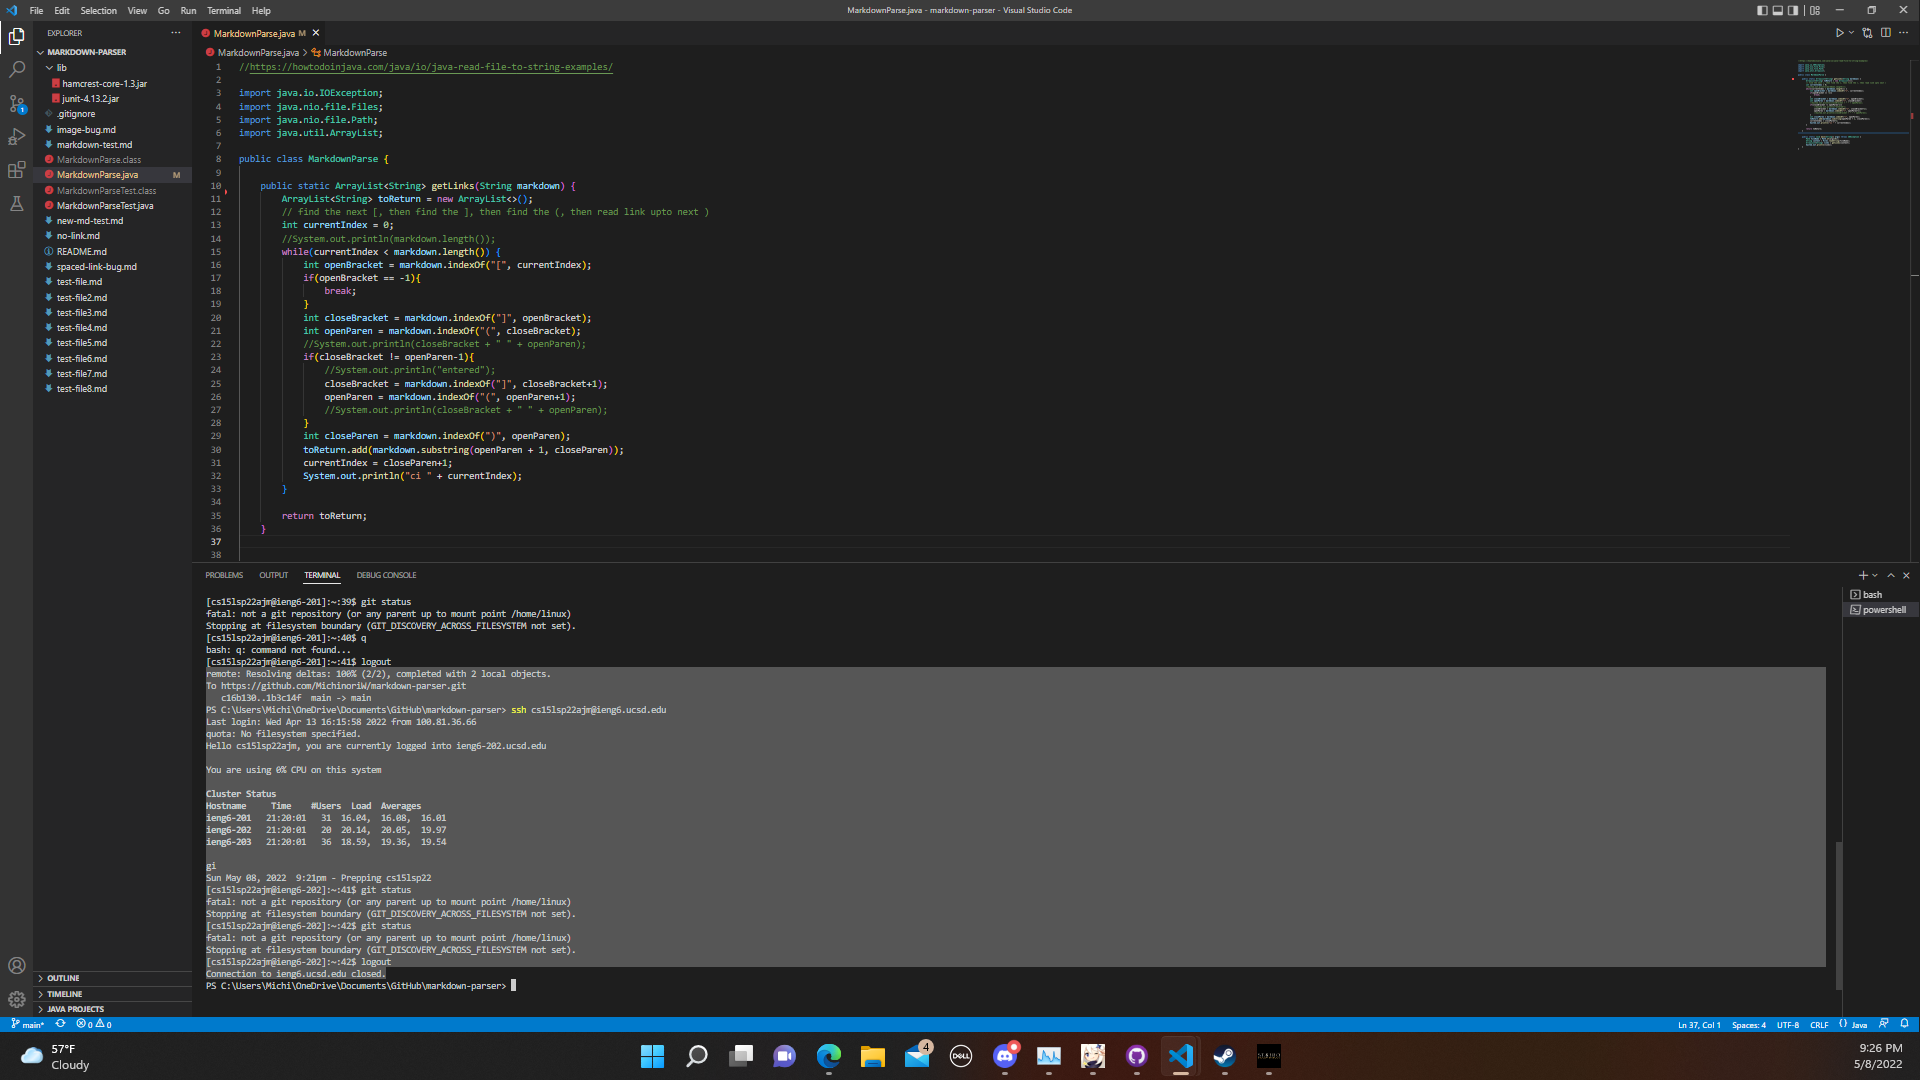 File Edit Selection View Go Run Terminal Help
MarkdownParse.java - markdown-parser - Visual Studio Code
EXPLORER
MARKDOWN-PARSER
lib
hamcrest-core-1.3.jar
junit-4.13.2.jar
.gitignore
image-bug.md
markdown-test.md
MarkdownParse.class
MarkdownParse.java M
MarkdownParseTest.class
MarkdownParseTest.java
new-md-test.md
no-link.md
README.md
spaced-link-bug.md
test-file.md
test-file2.md
test-file3.md
test-file4.md
test-file5.md
test-file6.md
test-file7.md
test-file8.md
OUTLINE
TIMELINE
JAVA PROJECTS
MarkdownParse.java M
MarkdownParse.java > MarkdownParse
1 //https://howtodoinjava.com/java/io/java-read-file-to-string-examples/
2
3 import java.io.IOException;
4 import java.nio.file.Files;
5 import java.nio.file.Path;
6 import java.util.ArrayList;
7
8 public class MarkdownParse {
9
10 public static ArrayList<String> getLinks(String markdown) {
11 ArrayList<String> toReturn = new ArrayList<>();
12 // find the next [, then find the ], then find the (, then read link upto next )
13 int currentIndex = 0;
14 //System.out.println(markdown.length());
15 while(currentIndex < markdown.length()) {
16 int openBracket = markdown.indexOf("[", currentIndex);
17 if(openBracket == -1){
18 break;
19 }
20 int closeBracket = markdown.indexOf("]", openBracket);
21 int openParen = markdown.indexOf("(", closeBracket);
22 //System.out.println(closeBracket + " " + openParen);
23 if(closeBracket != openParen-1){
24 //System.out.println("entered");
25 closeBracket = markdown.indexOf("]", closeBracket+1);
26 openParen = markdown.indexOf("(", openParen+1);
27 //System.out.println(closeBracket + " " + openParen);
28 }
29 int closeParen = markdown.indexOf(")", openParen);
30 toReturn.add(markdown.substring(openParen + 1, closeParen));
31 currentIndex = closeParen+1;
32 System.out.println("ci " + currentIndex);
33 }
34
35 return toReturn;
36 }
37
38
PROBLEMS OUTPUT TERMINAL DEBUG CONSOLE
bash
powershell
[cs15lsp22ajm@ieng6-201]:~:39$ git status
fatal: not a git repository (or any parent up to mount point /home/linux)
Stopping at filesystem boundary (GIT_DISCOVERY_ACROSS_FILESYSTEM not set).
[cs15lsp22ajm@ieng6-201]:~:40$ q
bash: q: command not found...
[cs15lsp22ajm@ieng6-201]:~:41$ logout
remote: Resolving deltas: 100% (2/2), completed with 2 local objects.
To https://github.com/MichinoriW/markdown-parser.git
c16b130..1b3c14f main -> main
PS C:\Users\Michi\OneDrive\Documents\GitHub\markdown-parser> ssh cs15lsp22ajm@ieng6.ucsd.edu
Last login: Wed Apr 13 16:15:58 2022 from 100.81.36.66
quota: No filesystem specified.
Hello cs15lsp22ajm, you are currently logged into ieng6-202.ucsd.edu
You are using 0% CPU on this system
Cluster Status
Hostname Time #Users Load Averages
ieng6-201 21:20:01 31 16.04, 16.08, 16.01
ieng6-202 21:20:01 20 20.14, 20.05, 19.97
ieng6-203 21:20:01 36 18.59, 19.36, 19.54
gi
Sun May 08, 2022 9:21pm - Prepping cs15lsp22
[cs15lsp22ajm@ieng6-202]:~:41$ git status
fatal: not a git repository (or any parent up to mount point /home/linux)
Stopping at filesystem boundary (GIT_DISCOVERY_ACROSS_FILESYSTEM not set).
[cs15lsp22ajm@ieng6-202]:~:42$ git status
fatal: not a git repository (or any parent up to mount point /home/linux)
Stopping at filesystem boundary (GIT_DISCOVERY_ACROSS_FILESYSTEM not set).
[cs15lsp22ajm@ieng6-202]:~:42$ logout
Connection to ieng6.ucsd.edu closed.
PS C:\Users\Michi\OneDrive\Documents\GitHub\markdown-parser>
main* 0 0
Ln 37, Col 1 Spaces: 4 UTF-8 CRLF Java
57°F
Cloudy
1
4
DELL
9:26 PM
5/8/2022